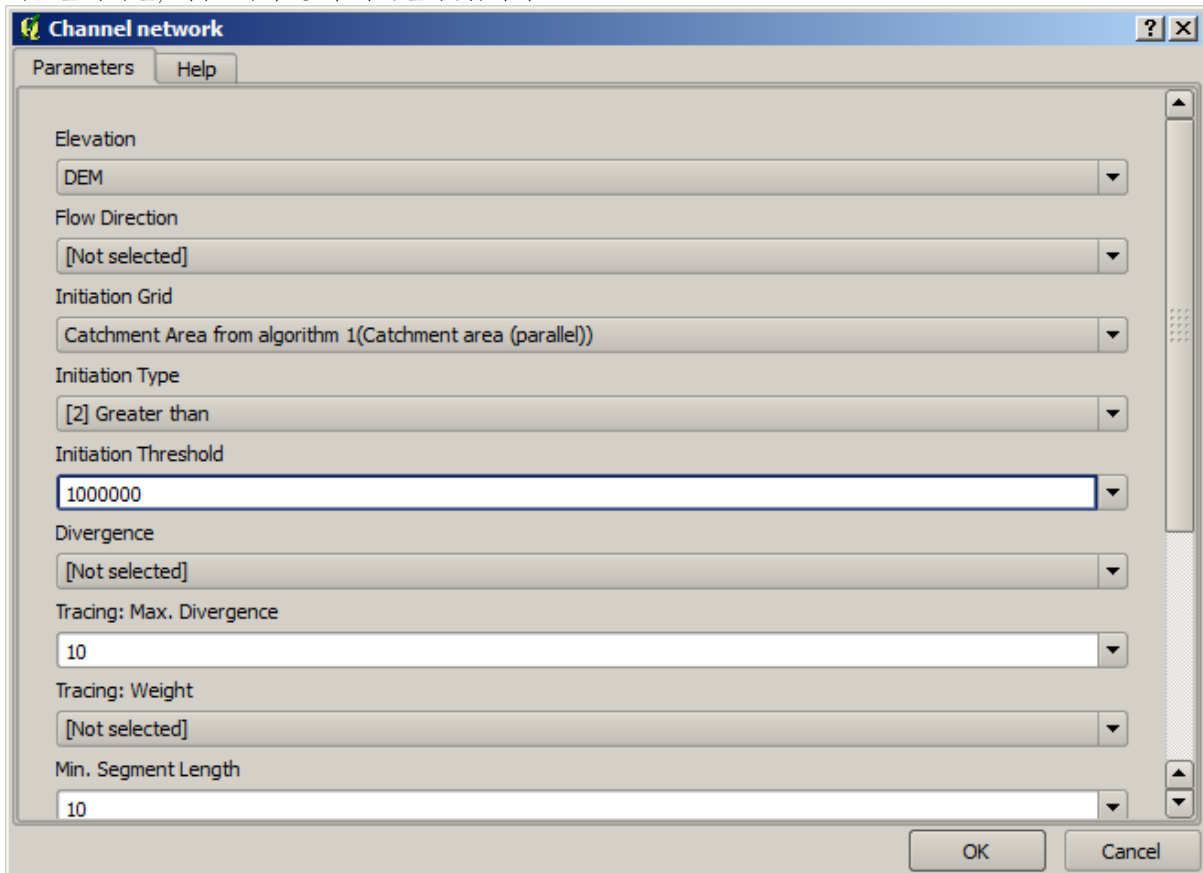 Channel network
Parameters Help
Elevation
DEM
Flow Direction
[Not selected]
Initiation Grid
Catchment Area from algorithm 1(Catchment area (parallel))
Initiation Type
[2] Greater than
Initiation Threshold
1000000
Divergence
[Not selected]
Tracing: Max. Divergence
10
Tracing: Weight
[Not selected]
Min. Segment Length
10
OK Cancel